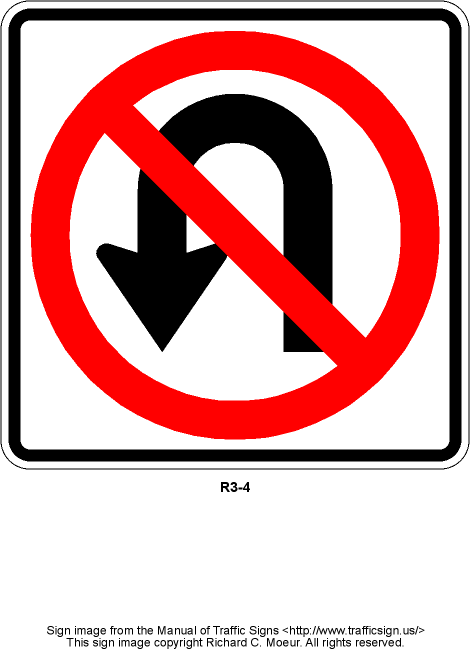 R3-4
Sign image from the Manual of Traffic Signs <http://www.trafficsign.us/>
This sign image copyright Richard C. Moeur. All rights reserved.